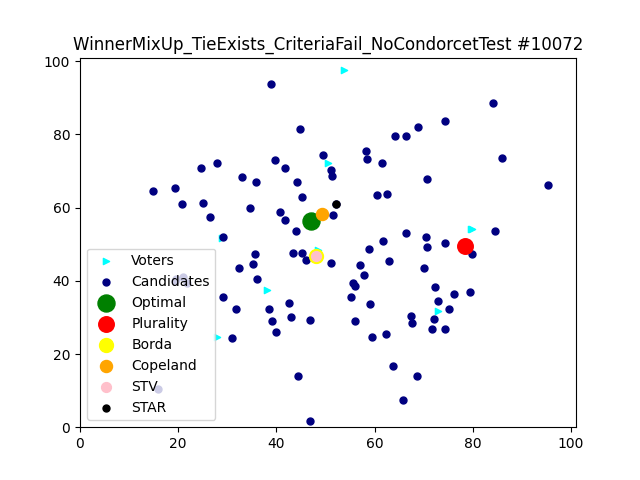 WinnerMixUp_TieExists_CriteriaFail_NoCondorcetTest #10072
100
80
60
40
20
0
Voters
Candidates
Optimal
Plurality
Borda
Copeland
STV
STAR
0 20 40 60 80 100